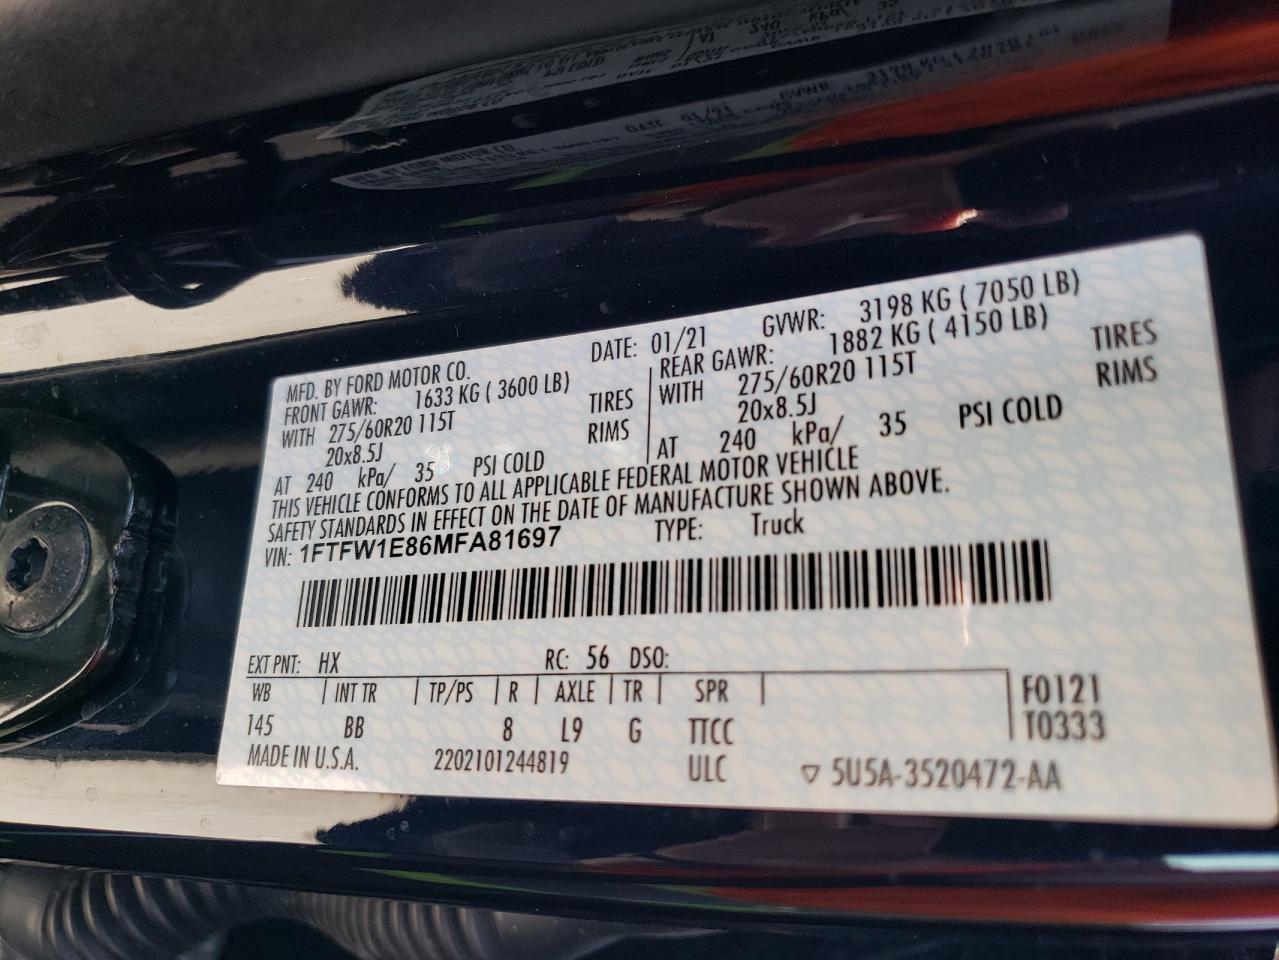 MFD. BY FORD MOTOR CO. DATE: 01/21 GVWR: 3198 KG ( 7050 LB)
FRONT GAWR: 1633 KG ( 3600 LB) REAR GAWR: 1882 KG ( 4150 LB)
WITH 275/60R20 115T TIRES WITH 275/60R20 115T TIRES
20x8.5J RIMS 20x8.5J RIMS
AT 240 kPa/ 35 PSI COLD AT 240 kPa/ 35 PSI COLD
THIS VEHICLE CONFORMS TO ALL APPLICABLE FEDERAL MOTOR VEHICLE
SAFETY STANDARDS IN EFFECT ON THE DATE OF MANUFACTURE SHOWN ABOVE.
VIN: 1FTFW1E86MFA81697 TYPE: Truck
EXT PNT: HX RC: 56 DSO:
WB INT TR TP/PS R AXLE TR SPR F0121
145 BB 8 L9 G TTCC T0333
MADE IN U.S.A. 2202101244819 ULC ▽ 5U5A-3520472-AA